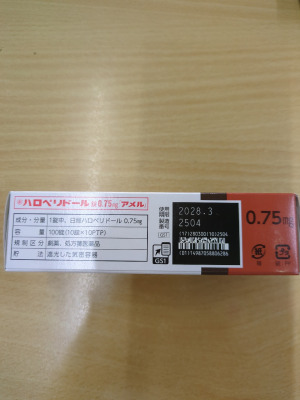 ハロペリドール錠0.75mg アメル
成分・分量 1錠中、日局ハロペリドール 0.75mg
容量 100錠(10錠×10PTP)
規制区分 劇薬、処方箋医薬品
貯法 遮光した気密容器
使用期限 2028.3
製造番号 2504
GS1
0.75mg
紙